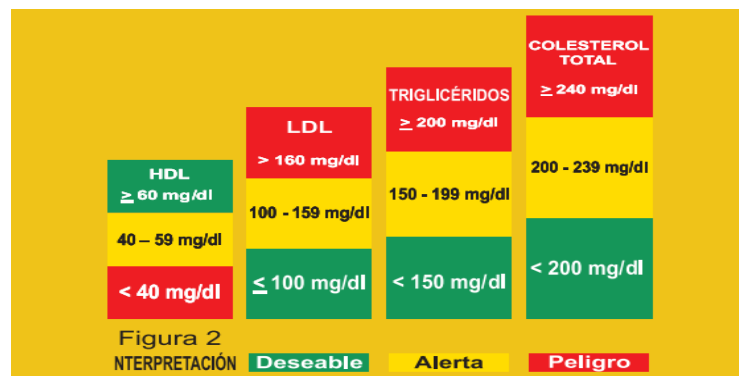 HDL
≥ 60 mg/dl
40 – 59 mg/dl
< 40 mg/dl
LDL
> 160 mg/dl
100 - 159 mg/dl
≤ 100 mg/dl
TRIGLICÉRIDOS
≥ 200 mg/dl
150 - 199 mg/dl
< 150 mg/dl
COLESTEROL
TOTAL
≥ 240 mg/dl
200 - 239 mg/dl
< 200 mg/dl
Figura 2
NTERPRETACIÓN Deseable Alerta Peligro